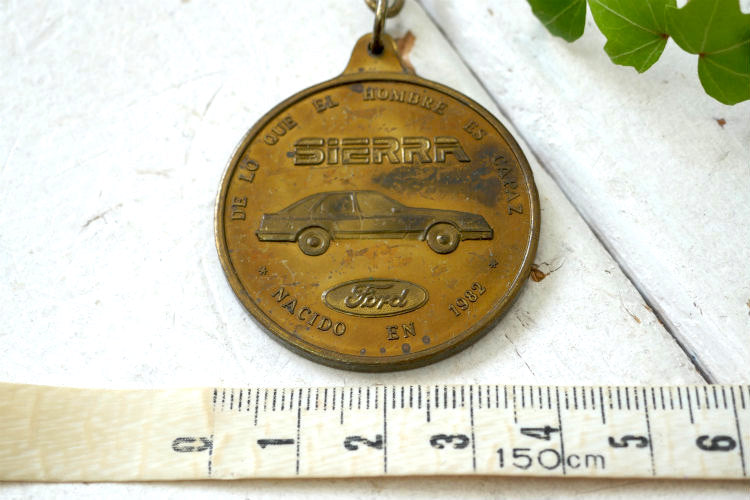 DE LO QUE EL HOMBRE ES CAPAZ
SIERRA
Ford
* NACIDO EN 1982 *
0 1 2 3 4 5 6
150cm